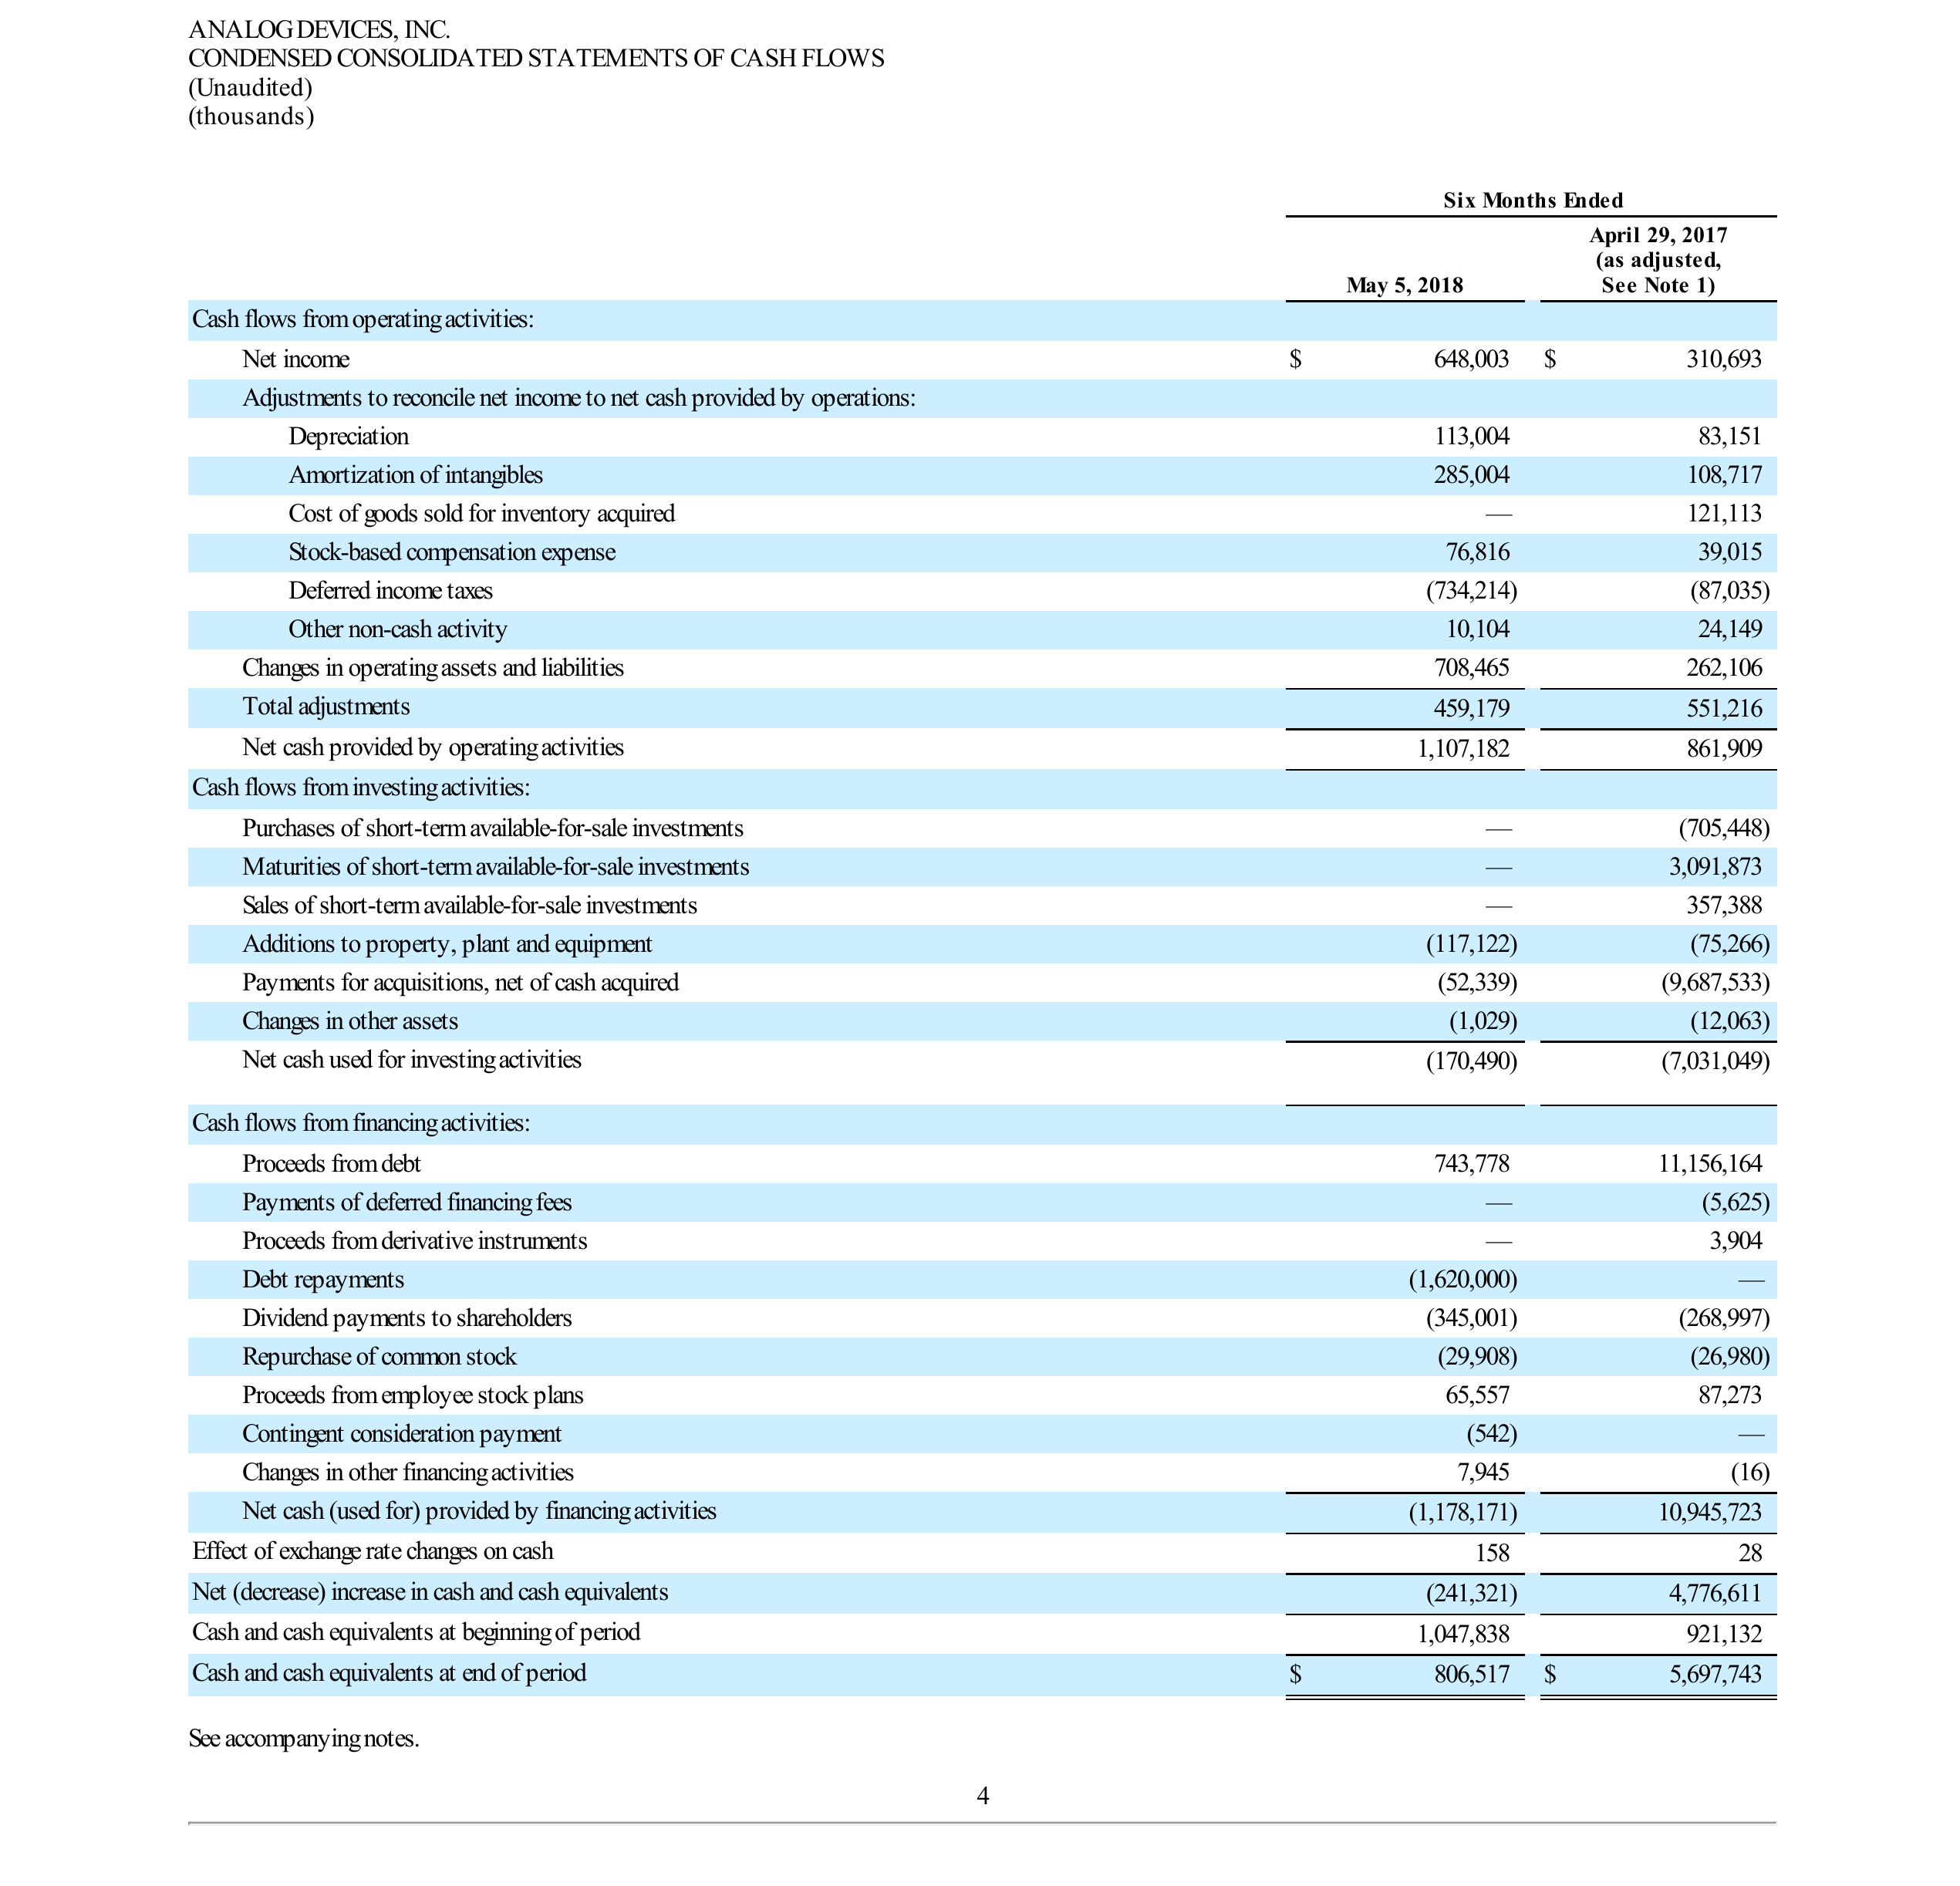 ANALOG DEVICES, INC.
CONDENSED CONSOLIDATED STATEMENTS OF CASH FLOWS
(Unaudited)
(thousands)
Six Months Ended
May 5, 2018 April 29, 2017 (as adjusted, See Note 1)
Cash flows from operating activities:
Net income $ 648,003 $ 310,693
Adjustments to reconcile net income to net cash provided by operations:
Depreciation 113,004 83,151
Amortization of intangibles 285,004 108,717
Cost of goods sold for inventory acquired — 121,113
Stock-based compensation expense 76,816 39,015
Deferred income taxes (734,214) (87,035)
Other non-cash activity 10,104 24,149
Changes in operating assets and liabilities 708,465 262,106
Total adjustments 459,179 551,216
Net cash provided by operating activities 1,107,182 861,909
Cash flows from investing activities:
Purchases of short-term available-for-sale investments — (705,448)
Maturities of short-term available-for-sale investments — 3,091,873
Sales of short-term available-for-sale investments — 357,388
Additions to property, plant and equipment (117,122) (75,266)
Payments for acquisitions, net of cash acquired (52,339) (9,687,533)
Changes in other assets (1,029) (12,063)
Net cash used for investing activities (170,490) (7,031,049)
Cash flows from financing activities:
Proceeds from debt 743,778 11,156,164
Payments of deferred financing fees — (5,625)
Proceeds from derivative instruments — 3,904
Debt repayments (1,620,000) —
Dividend payments to shareholders (345,001) (268,997)
Repurchase of common stock (29,908) (26,980)
Proceeds from employee stock plans 65,557 87,273
Contingent consideration payment (542) —
Changes in other financing activities 7,945 (16)
Net cash (used for) provided by financing activities (1,178,171) 10,945,723
Effect of exchange rate changes on cash 158 28
Net (decrease) increase in cash and cash equivalents (241,321) 4,776,611
Cash and cash equivalents at beginning of period 1,047,838 921,132
Cash and cash equivalents at end of period $ 806,517 $ 5,697,743
See accompanying notes.
4